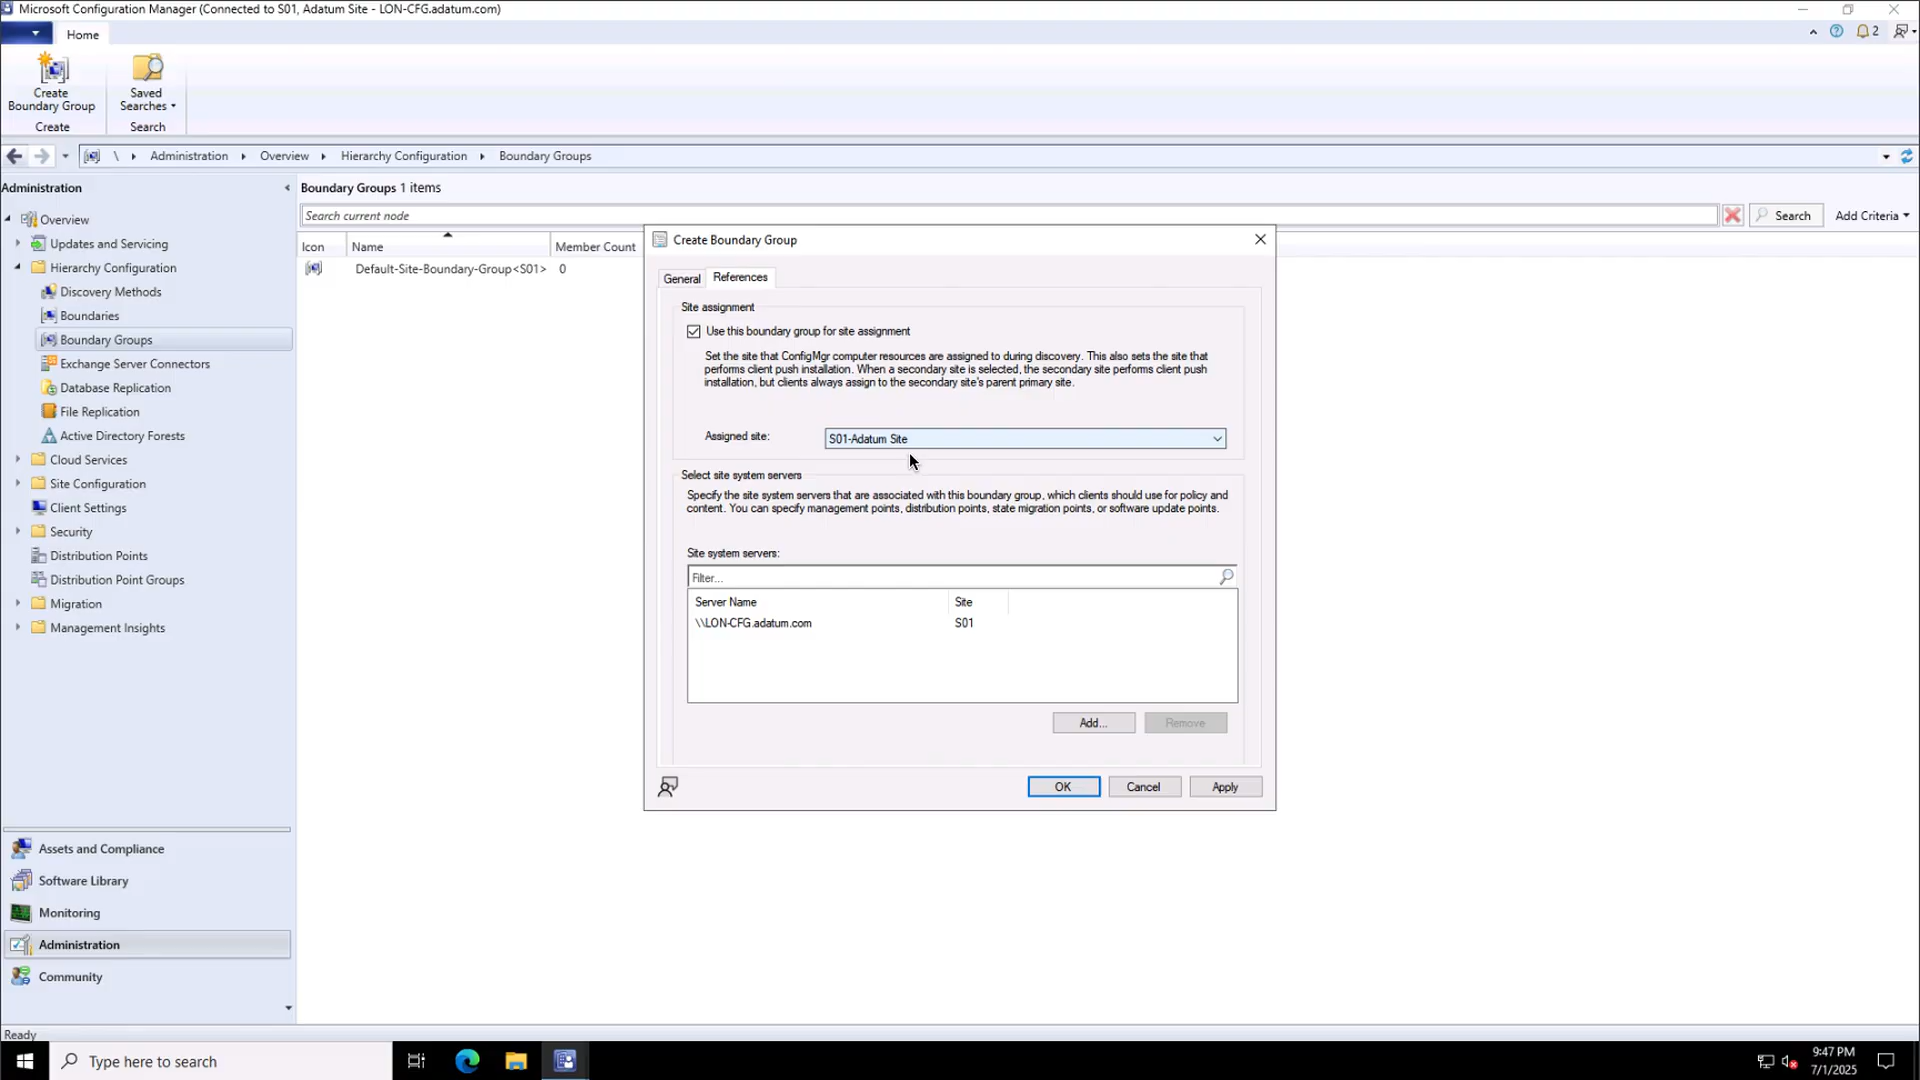 Microsoft Configuration Manager (Connected to S01, Adatum Site - LON-CFG.adatum.com)
Home
2
Create
Boundary Group
Saved
Searches
Create
Search
\ Administration Overview Hierarchy Configuration Boundary Groups
Administration
Overview
Updates and Servicing
Hierarchy Configuration
Discovery Methods
Boundaries
Boundary Groups
Exchange Server Connectors
Database Replication
File Replication
Active Directory Forests
Cloud Services
Site Configuration
Client Settings
Security
Distribution Points
Distribution Point Groups
Migration
Management Insights
Assets and Compliance
Software Library
Monitoring
Administration
Community
Boundary Groups 1 items
Search current node
Search
Add Criteria
Icon Name Member Count
Default-Site-Boundary-Group<S01> 0
Create Boundary Group
General References
Site assignment
Use this boundary group for site assignment
Set the site that ConfigMgr computer resources are assigned to during discovery. This also sets the site that
performs client push installation. When a secondary site is selected, the secondary site performs client push
installation, but clients always assign to the secondary site's parent primary site.
Assigned site: S01-Adatum Site
Select site system servers
Specify the site system servers that are associated with this boundary group, which clients should use for policy and
content. You can specify management points, distribution points, state migration points, or software update points.
Site system servers:
Filter...
Server Name Site
\\LON-CFG.adatum.com S01
Add... Remove
OK Cancel Apply
Ready
Type here to search
9:47 PM
7/1/2025